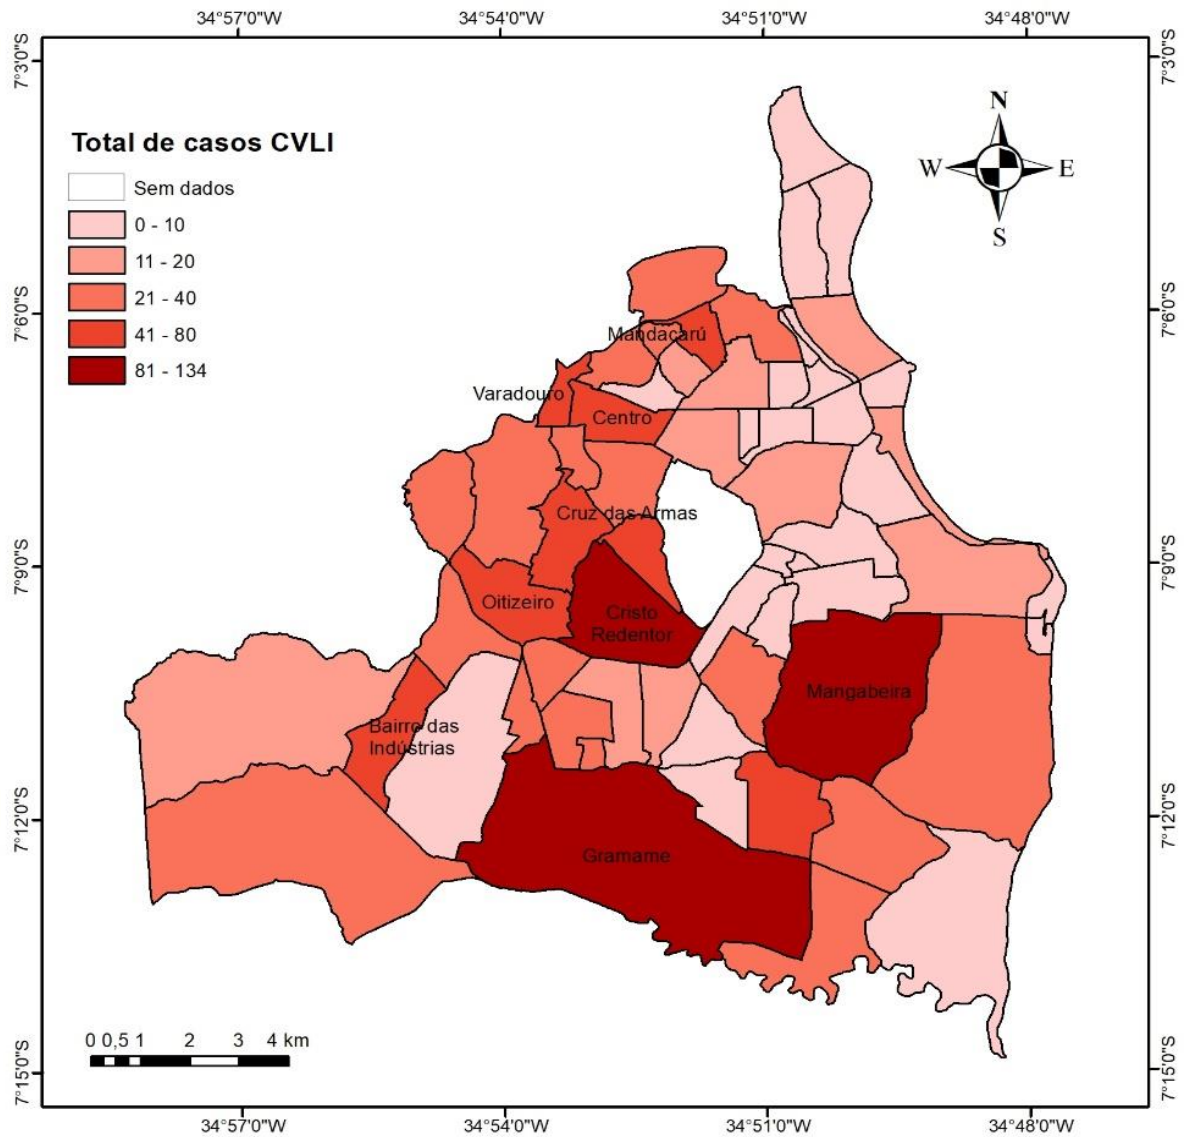 34°57'0"W 34°54'0"W 34°51'0"W 34°48'0"W
7°3'0"S 7°3'0"S
N
W E
S
Total de casos CVLI
Sem dados
0 - 10
11 - 20
21 - 40
41 - 80
81 - 134
7°6'0"S 7°6'0"S
Mandacarú
Varadouro
Centro
Cruz das Armas
7°9'0"S 7°9'0"S
Oitizeiro
Cristo
Redentor
Mangabeira
Bairro das
Indústrias
7°12'0"S 7°12'0"S
Gramame
0 0,5 1 2 3 4 km
7°15'0"S 7°15'0"S
34°57'0"W 34°54'0"W 34°51'0"W 34°48'0"W